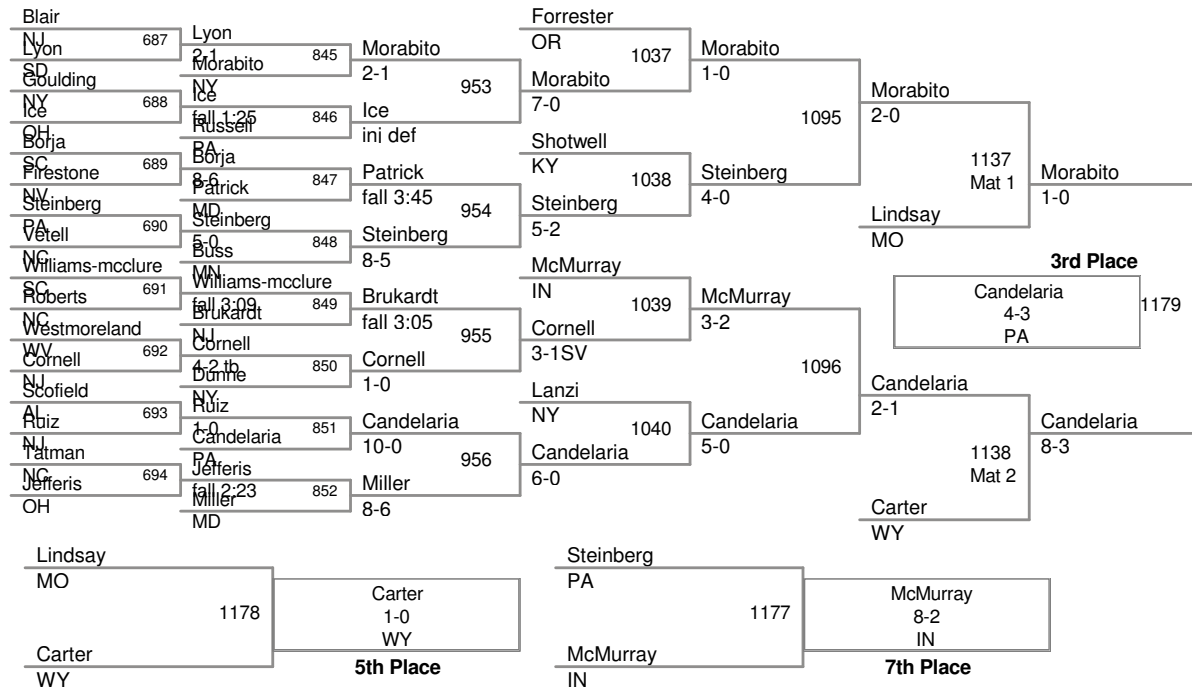 Blair
NJ
687
Lyon
SD
Goulding
NY
688
Ice
OH
Borja
SC
689
Firestone
NV
Steinberg
PA
690
Vetell
NC
Williams-mcclure
SC
691
Roberts
NC
Westmoreland
WV
692
Cornell
NJ
Scofield
AL
693
Ruiz
NJ
Tatman
NC
694
Jefferis
OH
Lyon
2-1
845
Morabito
NY
Ice
fall 1:25
846
Russell
PA
Borja
8-6
847
Patrick
MD
Steinberg
5-0
848
Buss
MN
Williams-mcclure
fall 3:09
849
Brukardt
NJ
Cornell
4-2 tb
850
Dunne
NY
Ruiz
1-0
851
Candelaria
PA
Jefferis
fall 2:23
852
Miller
MD
Morabito
2-1
953
Ice
inj def
Patrick
fall 3:45
954
Steinberg
8-5
Brukardt
fall 3:05
955
Cornell
1-0
Candelaria
10-0
956
Miller
8-6
Forrester
OR
1037
Morabito
7-0
Shotwell
KY
1038
Steinberg
5-2
McMurray
IN
1039
Cornell
3-1SV
Lanzi
NY
1040
Candelaria
6-0
Morabito
1-0
1095
Steinberg
4-0
McMurray
3-2
1096
Candelaria
5-0
Morabito
2-0
1137
Mat 1
Lindsay
MO
Morabito
1-0
3rd Place
Candelaria
4-3
PA
1179
Candelaria
2-1
1138
Mat 2
Carter
WY
Candelaria
8-3
Lindsay
MO
1178
Carter
WY
Carter
1-0
WY
5th Place
Steinberg
PA
1177
McMurray
IN
McMurray
8-2
IN
7th Place